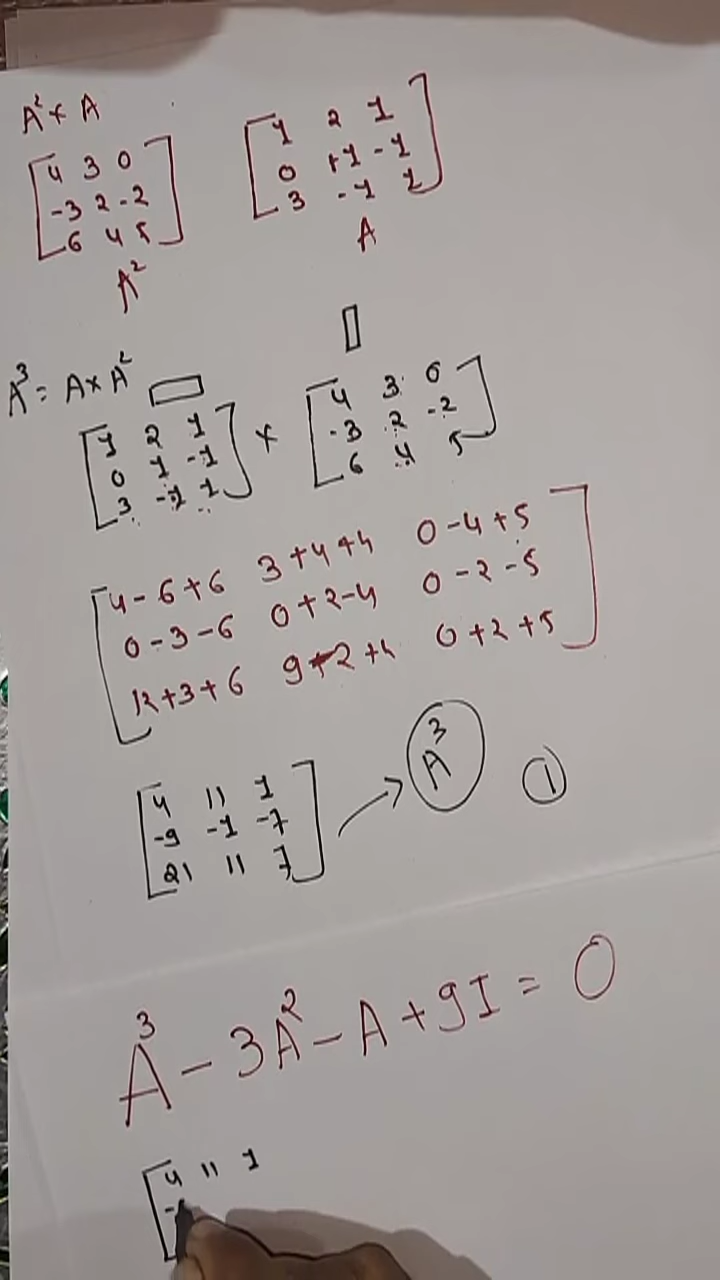 A² × A
[4 3 0] [1 2 1]
[-3 2 -2] [0 +1 -1]
[6 4 5] [3 -1 1]
A² A
A³ = A × A²
[1 2 1] × [4 3 0]
[0 1 -1] [-3 2 -2]
[3 -1 1] [6 4 5]
[4-6+6 3+4+4 0-4+5]
[0-3-6 0+2-4 0-2-5]
[12+3+6 9-2+4 0+2+5]
[4 11 1] → A³ ①
[-9 -1 -7]
[21 11 7]
A³ - 3A² - A + 9I = 0
[4 11 1
-